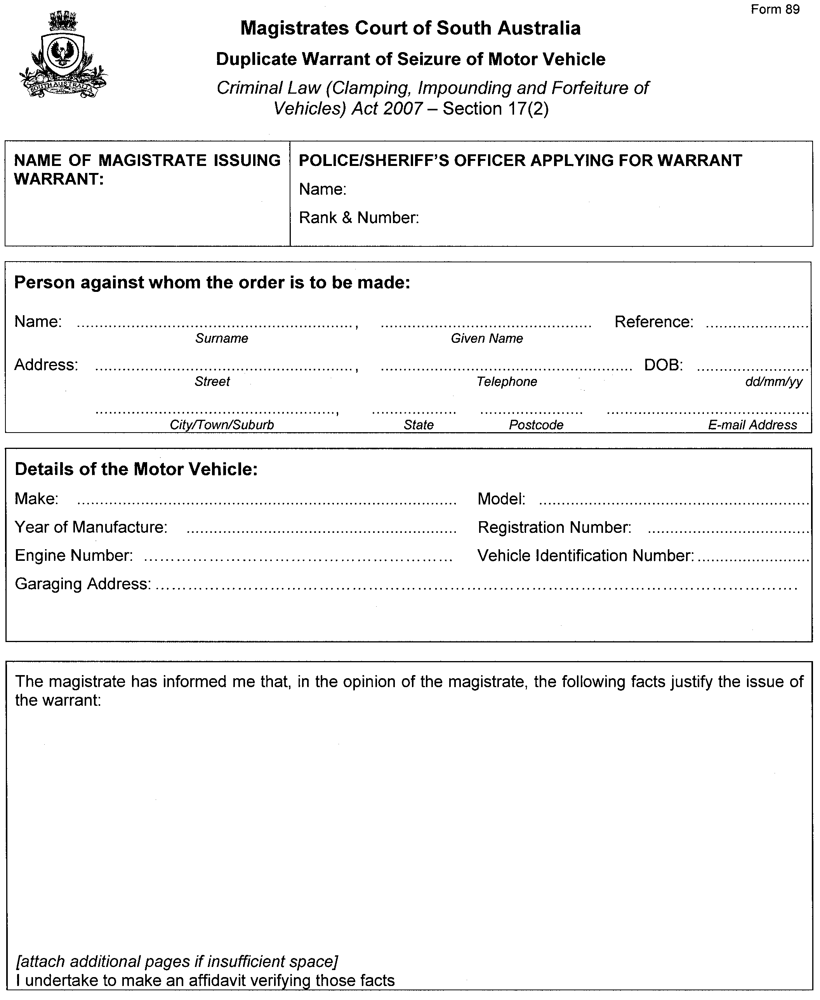 Form 89
Magistrates Court of South Australia
Duplicate Warrant of Seizure of Motor Vehicle
Criminal Law (Clamping, Impounding and Forfeiture of
Vehicles) Act 2007 – Section 17(2)
SOUTH AUSTRALIA
NAME OF MAGISTRATE ISSUING
WARRANT:
POLICE/SHERIFF'S OFFICER APPLYING FOR WARRANT
Name:
Rank & Number:
Person against whom the order is to be made:
Name: ............................................................, .............................................. Reference: .......................
Surname Given Name
Address: ........................................................, ....................................................... DOB: .........................
Street Telephone dd/mm/yy
....................................................., ................... ....................... .............................................
City/Town/Suburb State Postcode E-mail Address
Details of the Motor Vehicle:
Make: .................................................................................... Model: ............................................................
Year of Manufacture: ............................................................ Registration Number: ....................................
Engine Number: ......................................................... Vehicle Identification Number: .........................
Garaging Address: ......................................................................................................................
The magistrate has informed me that, in the opinion of the magistrate, the following facts justify the issue of
the warrant:
[attach additional pages if insufficient space]
I undertake to make an affidavit verifying those facts